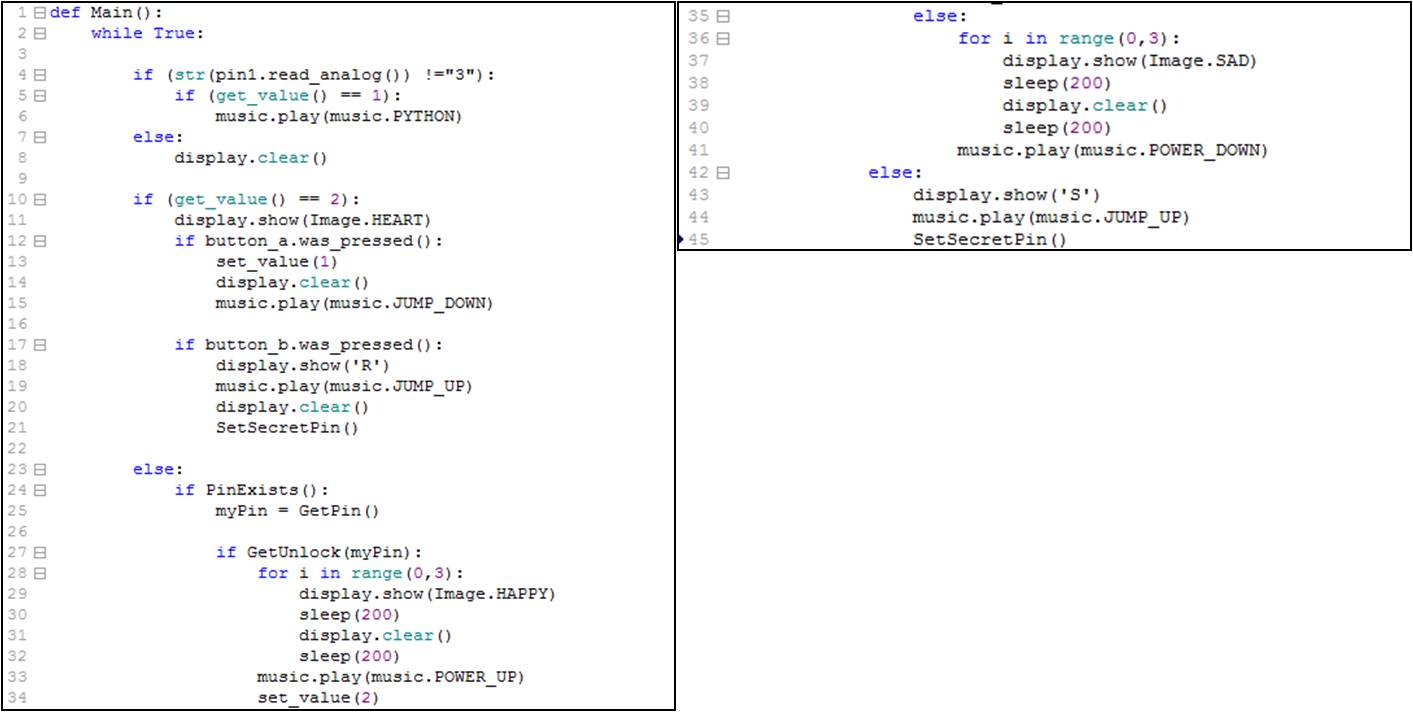 1 def Main():
2     while True:
3
4         if (str(pin1.read_analog()) !="3"):
5             if (get_value() == 1):
6                 music.play(music.PYTHON)
7         else:
8             display.clear()
9
10         if (get_value() == 2):
11             display.show(Image.HEART)
12             if button_a.was_pressed():
13                 set_value(1)
14                 display.clear()
15                 music.play(music.JUMP_DOWN)
16
17             if button_b.was_pressed():
18                 display.show('R')
19                 music.play(music.JUMP_UP)
20                 display.clear()
21                 SetSecretPin()
22
23         else:
24             if PinExists():
25                 myPin = GetPin()
26
27                 if GetUnlock(myPin):
28                     for i in range(0,3):
29                         display.show(Image.HAPPY)
30                         sleep(200)
31                         display.clear()
32                         sleep(200)
33                     music.play(music.POWER_UP)
34                     set_value(2)
35                 else:
36                     for i in range(0,3):
37                         display.show(Image.SAD)
38                         sleep(200)
39                         display.clear()
40                         sleep(200)
41                     music.play(music.POWER_DOWN)
42             else:
43                 display.show('S')
44                 music.play(music.JUMP_UP)
45                 SetSecretPin()